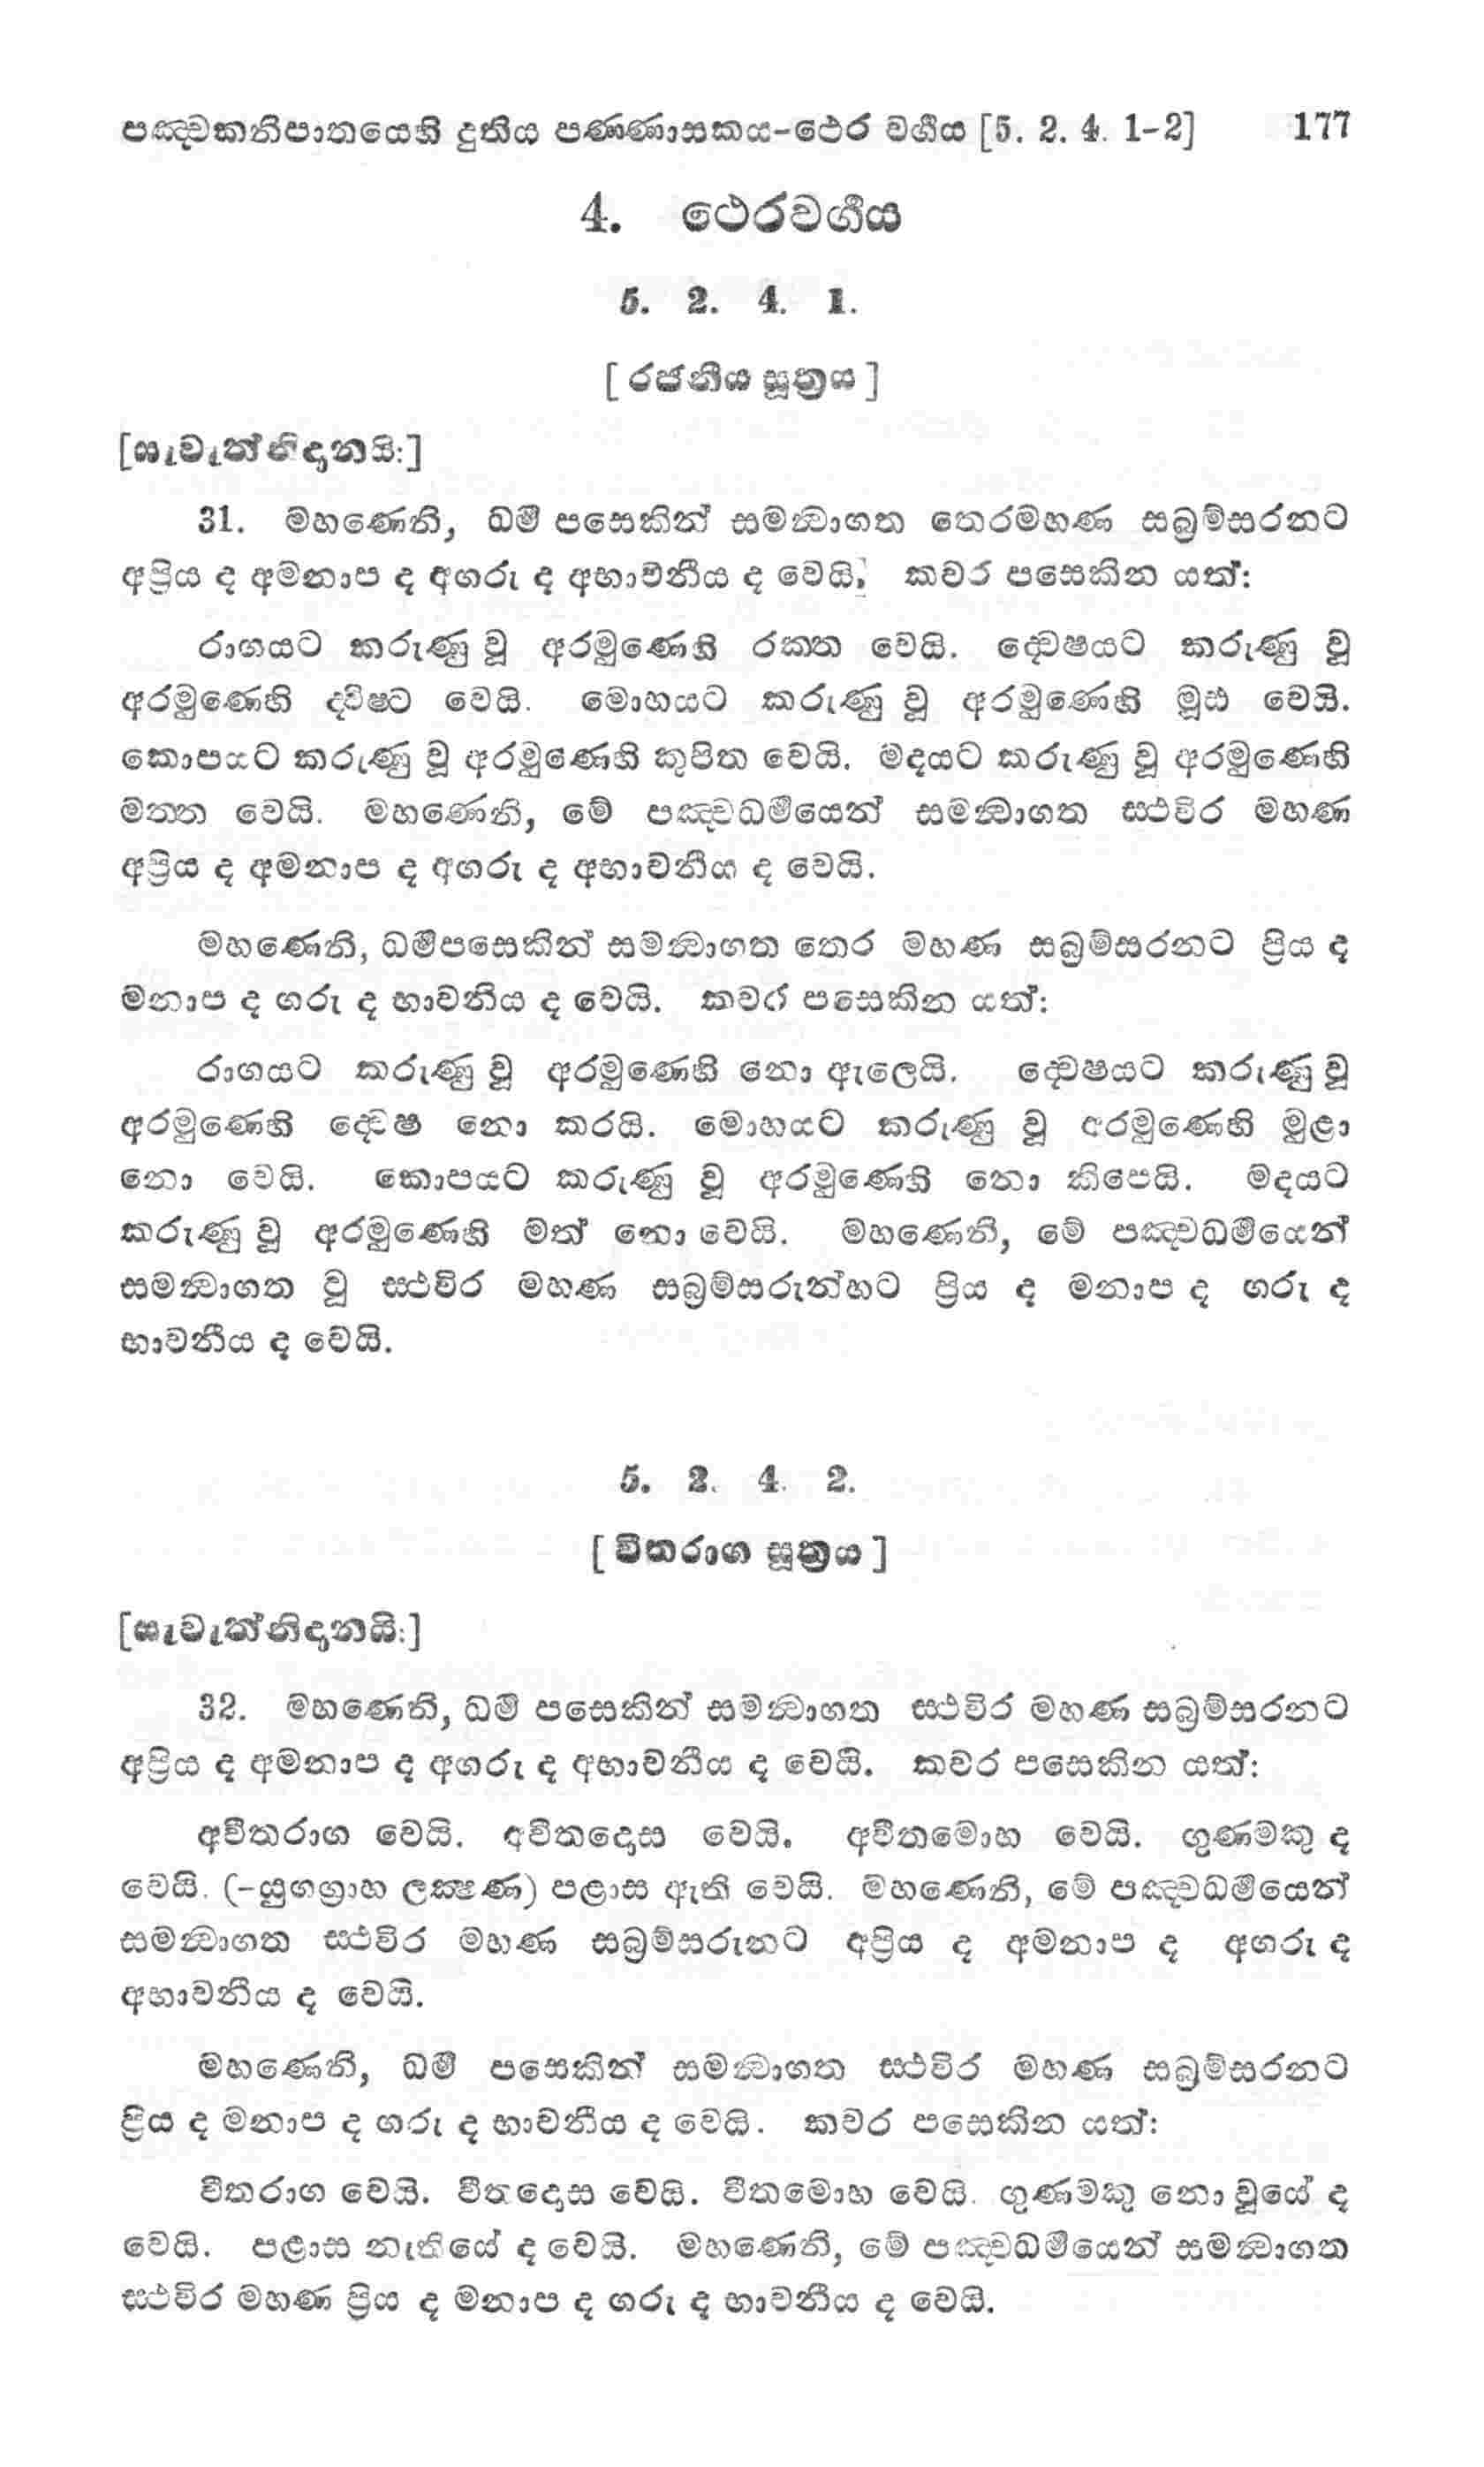 පඤ්චකනිපාතයෙහි දුතිය පණ්ණාසකය-ථෙර වර්‍ගය [5. 2. 4. 1-2] 177
4. ථෙරවර්‍ගය
5. 2. 4. 1.
[ රජනීය සූත්‍රය ]
[සැවැත්නිදානයි:]
31. මහණෙනි, ධර්‍ම පසෙකින් සමන්‍වාගත තෙරමහණ සබ්‍රම්සරනට
අප්‍රිය ද අමනාප ද අගරු ද අභාවනීය ද වෙයි. කවර පසෙකින යත්:
රාගයට කරුණු වූ අරමුණෙහි රක්ත වෙයි. ද්වෙෂයට කරුණු වූ
අරමුණෙහි ද්විෂ්ට වෙයි. මොහයට කරුණු වූ අරමුණෙහි මූඪ වෙයි.
කොපයට කරුණු වූ අරමුණෙහි කුපිත වෙයි. මදයට කරුණු වූ අරමුණෙහි
මත්ත වෙයි. මහණෙනි, මේ පඤ්චධර්‍මයෙන් සමන්‍වාගත ස්ථවිර මහණ
අප්‍රිය ද අමනාප ද අගරු ද අභාවනීය ද වෙයි.
මහණෙනි, ධර්‍මපසෙකින් සමන්‍වාගත තෙර මහණ සබ්‍රම්සරනට ප්‍රිය ද
මනාප ද ගරු ද භාවනීය ද වෙයි. කවර පසෙකින යත්:
රාගයට කරුණු වූ අරමුණෙහි නො ඇලෙයි. ද්වෙෂයට කරුණු වූ
අරමුණෙහි ද්වෙෂ නො කරයි. මොහයට කරුණු වූ අරමුණෙහි මුළා
නො වෙයි. කොපයට කරුණු වූ අරමුණෙහි නො කිපෙයි. මදයට
කරුණු වූ අරමුණෙහි මත් නො වෙයි. මහණෙනි, මේ පඤ්චධර්‍මයෙන්
සමන්‍වාගත වූ ස්ථවිර මහණ සබ්‍රම්සරුන්හට ප්‍රිය ද මනාප ද ගරු ද
භාවනීය ද වෙයි.
5. 2. 4. 2.
[ වීතරාග සූත්‍රය ]
[සැවැත්නිදානයි:]
32. මහණෙනි, ධර්‍ම පසෙකින් සමන්‍වාගත ස්ථවිර මහණ සබ්‍රම්සරනට
අප්‍රිය ද අමනාප ද අගරු ද අභාවනීය ද වෙයි. කවර පසෙකින යත්:
අවීතරාග වෙයි. අවීතදොස වෙයි. අවීතමොහ වෙයි. ගුණමකු ද
වෙයි. (-යුගග්‍රාහ ලක්‍ෂණ) පළාස ඇති වෙයි. මහණෙනි, මේ පඤ්චධර්‍මයෙන්
සමන්‍වාගත ස්ථවිර මහණ සබ්‍රම්සරුනට අප්‍රිය ද අමනාප ද අගරු ද
අභාවනීය ද වෙයි.
මහණෙනි, ධර්‍ම පසෙකින් සමන්‍වාගත ස්ථවිර මහණ සබ්‍රම්සරනට
ප්‍රිය ද මනාප ද ගරු ද භාවනීය ද වෙයි. කවර පසෙකින යත්:
වීතරාග වෙයි. වීතදොස වෙයි. වීතමොහ වෙයි. ගුණමකු නො වූයේ ද
වෙයි. පළාස නැතියේ ද වෙයි. මහණෙනි, මේ පඤ්චධර්‍මයෙන් සමන්‍වාගත
ස්ථවිර මහණ ප්‍රිය ද මනාප ද ගරු ද භාවනීය ද වෙයි.